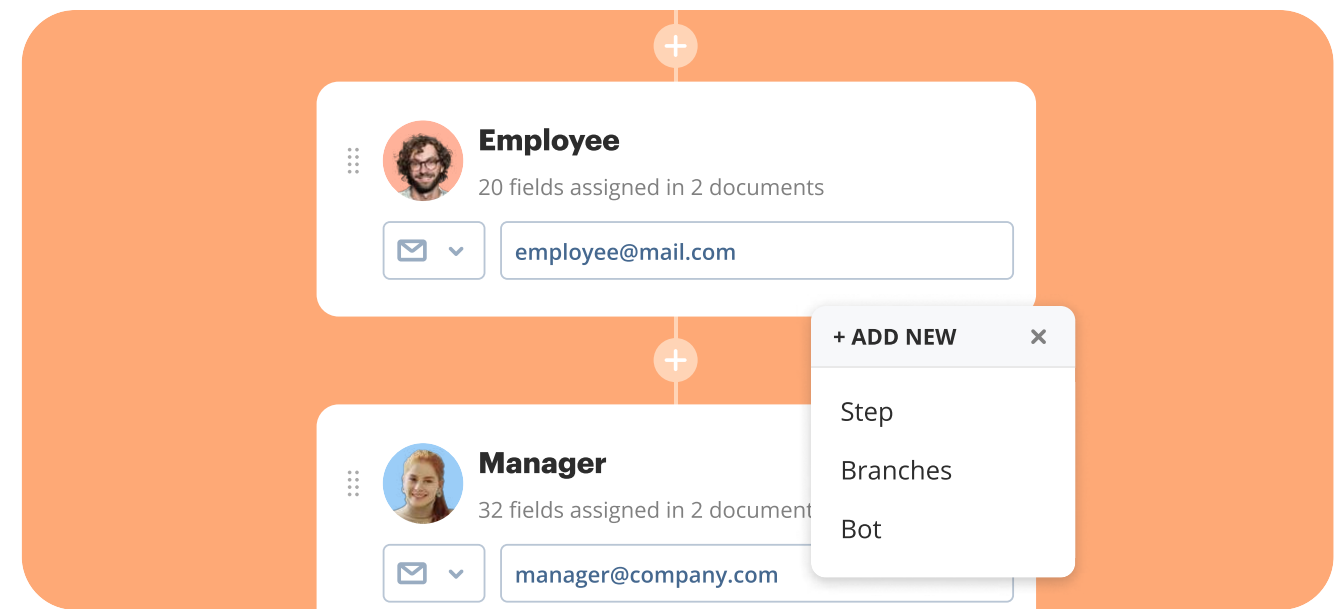 Employee
20 fields assigned in 2 documents
employee@mail.com
+ ADD NEW
Step
Branches
Bot
Manager
32 fields assigned in 2 document
manager@company.com